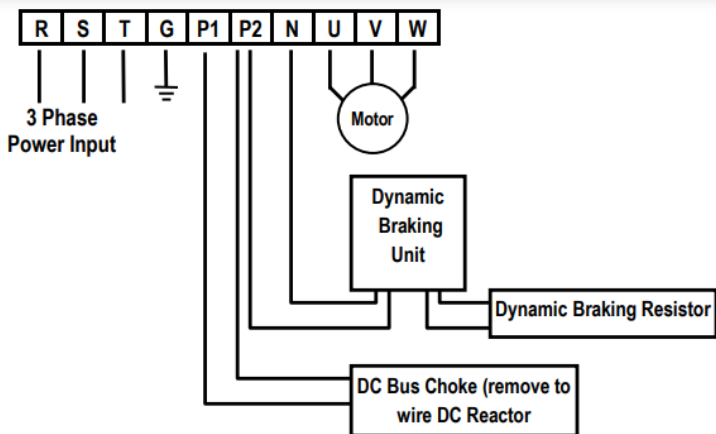 R S T G P1 P2 N U V W
3 Phase
Power Input
Motor
Dynamic
Braking
Unit
Dynamic Braking Resistor
DC Bus Choke (remove to
wire DC Reactor